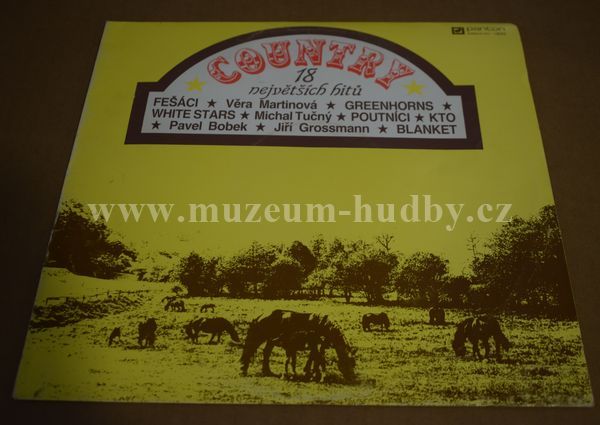 panton
COUNTRY
18
největších hitů
FEŠÁCI ★ Věra Martinová ★ GREENHORNS ★
WHITE STARS ★ Michal Tučný ★ POUTNÍCI ★ KTO
★ Pavel Bobek ★ Jiří Grossmann ★ BLANKET
www.muzeum-hudby.cz